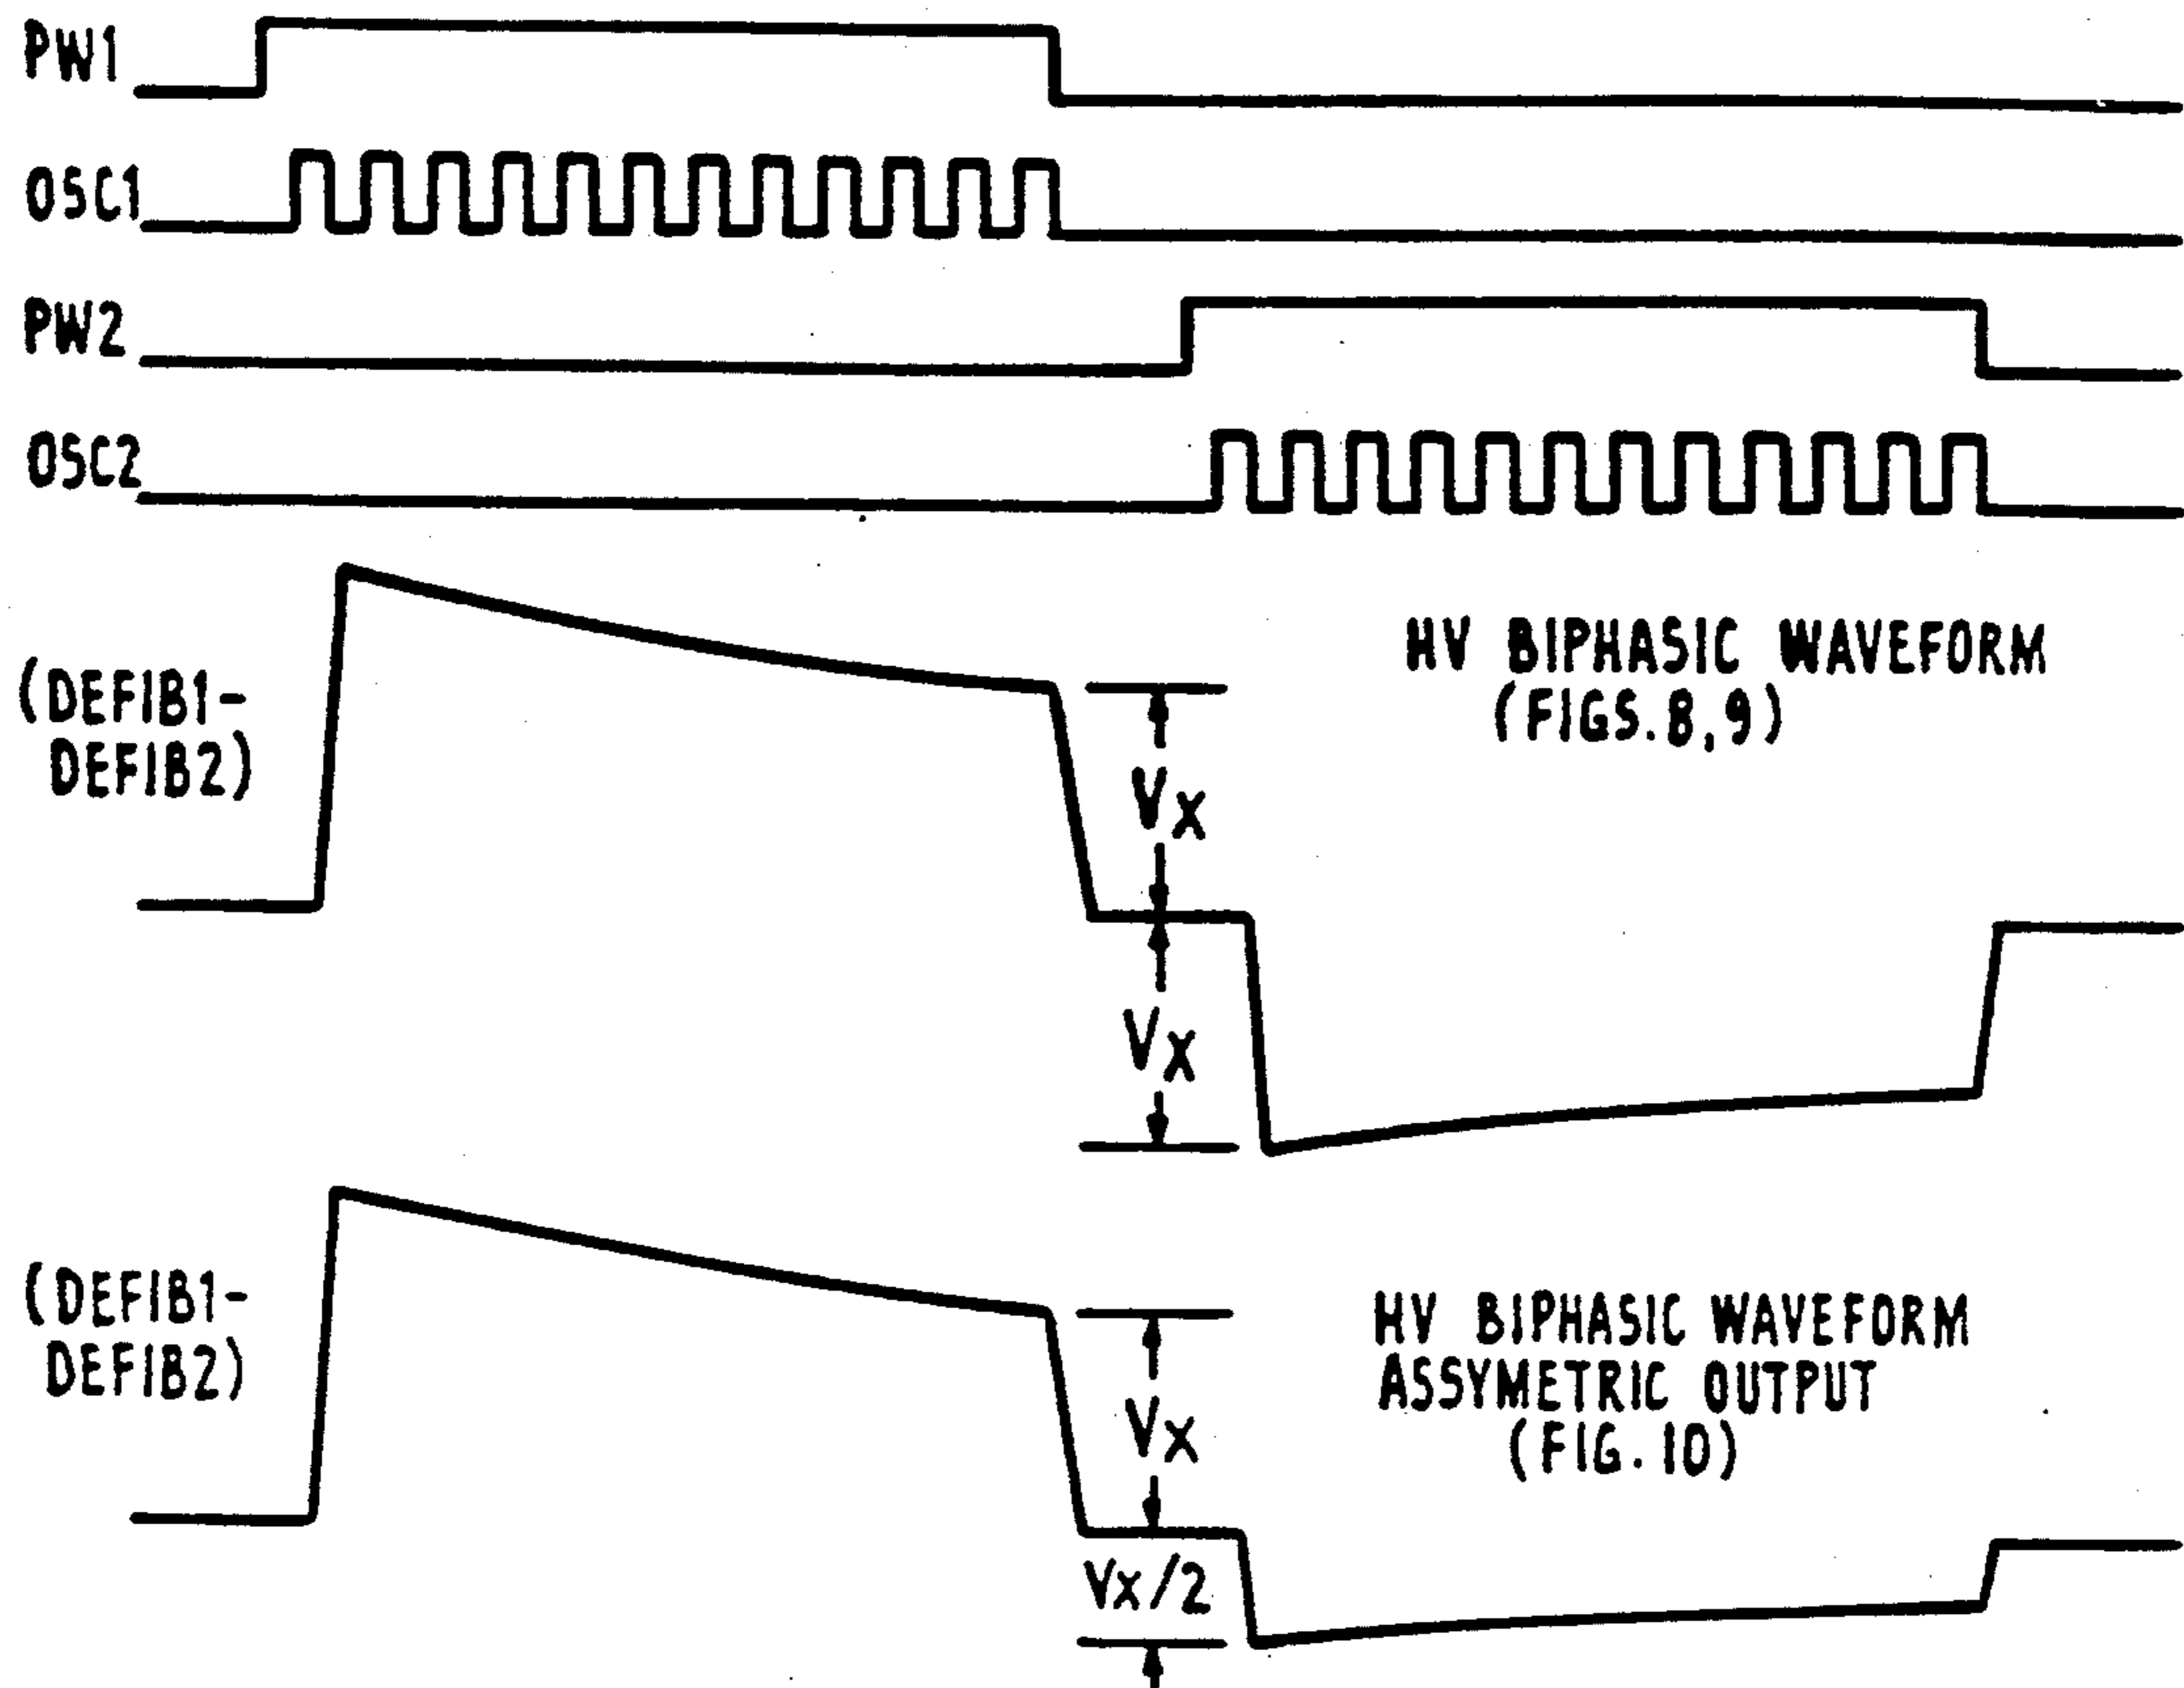 PW1
OSC1
PW2
OSC2
(DEFIB1-
DEFIB2)
HV BIPHASIC WAVEFORM
(FIGS. 8, 9)
VX
VX
(DEFIB1-
DEFIB2)
HV BIPHASIC WAVEFORM
ASSYMETRIC OUTPUT
(FIG. 10)
VX
VX/2